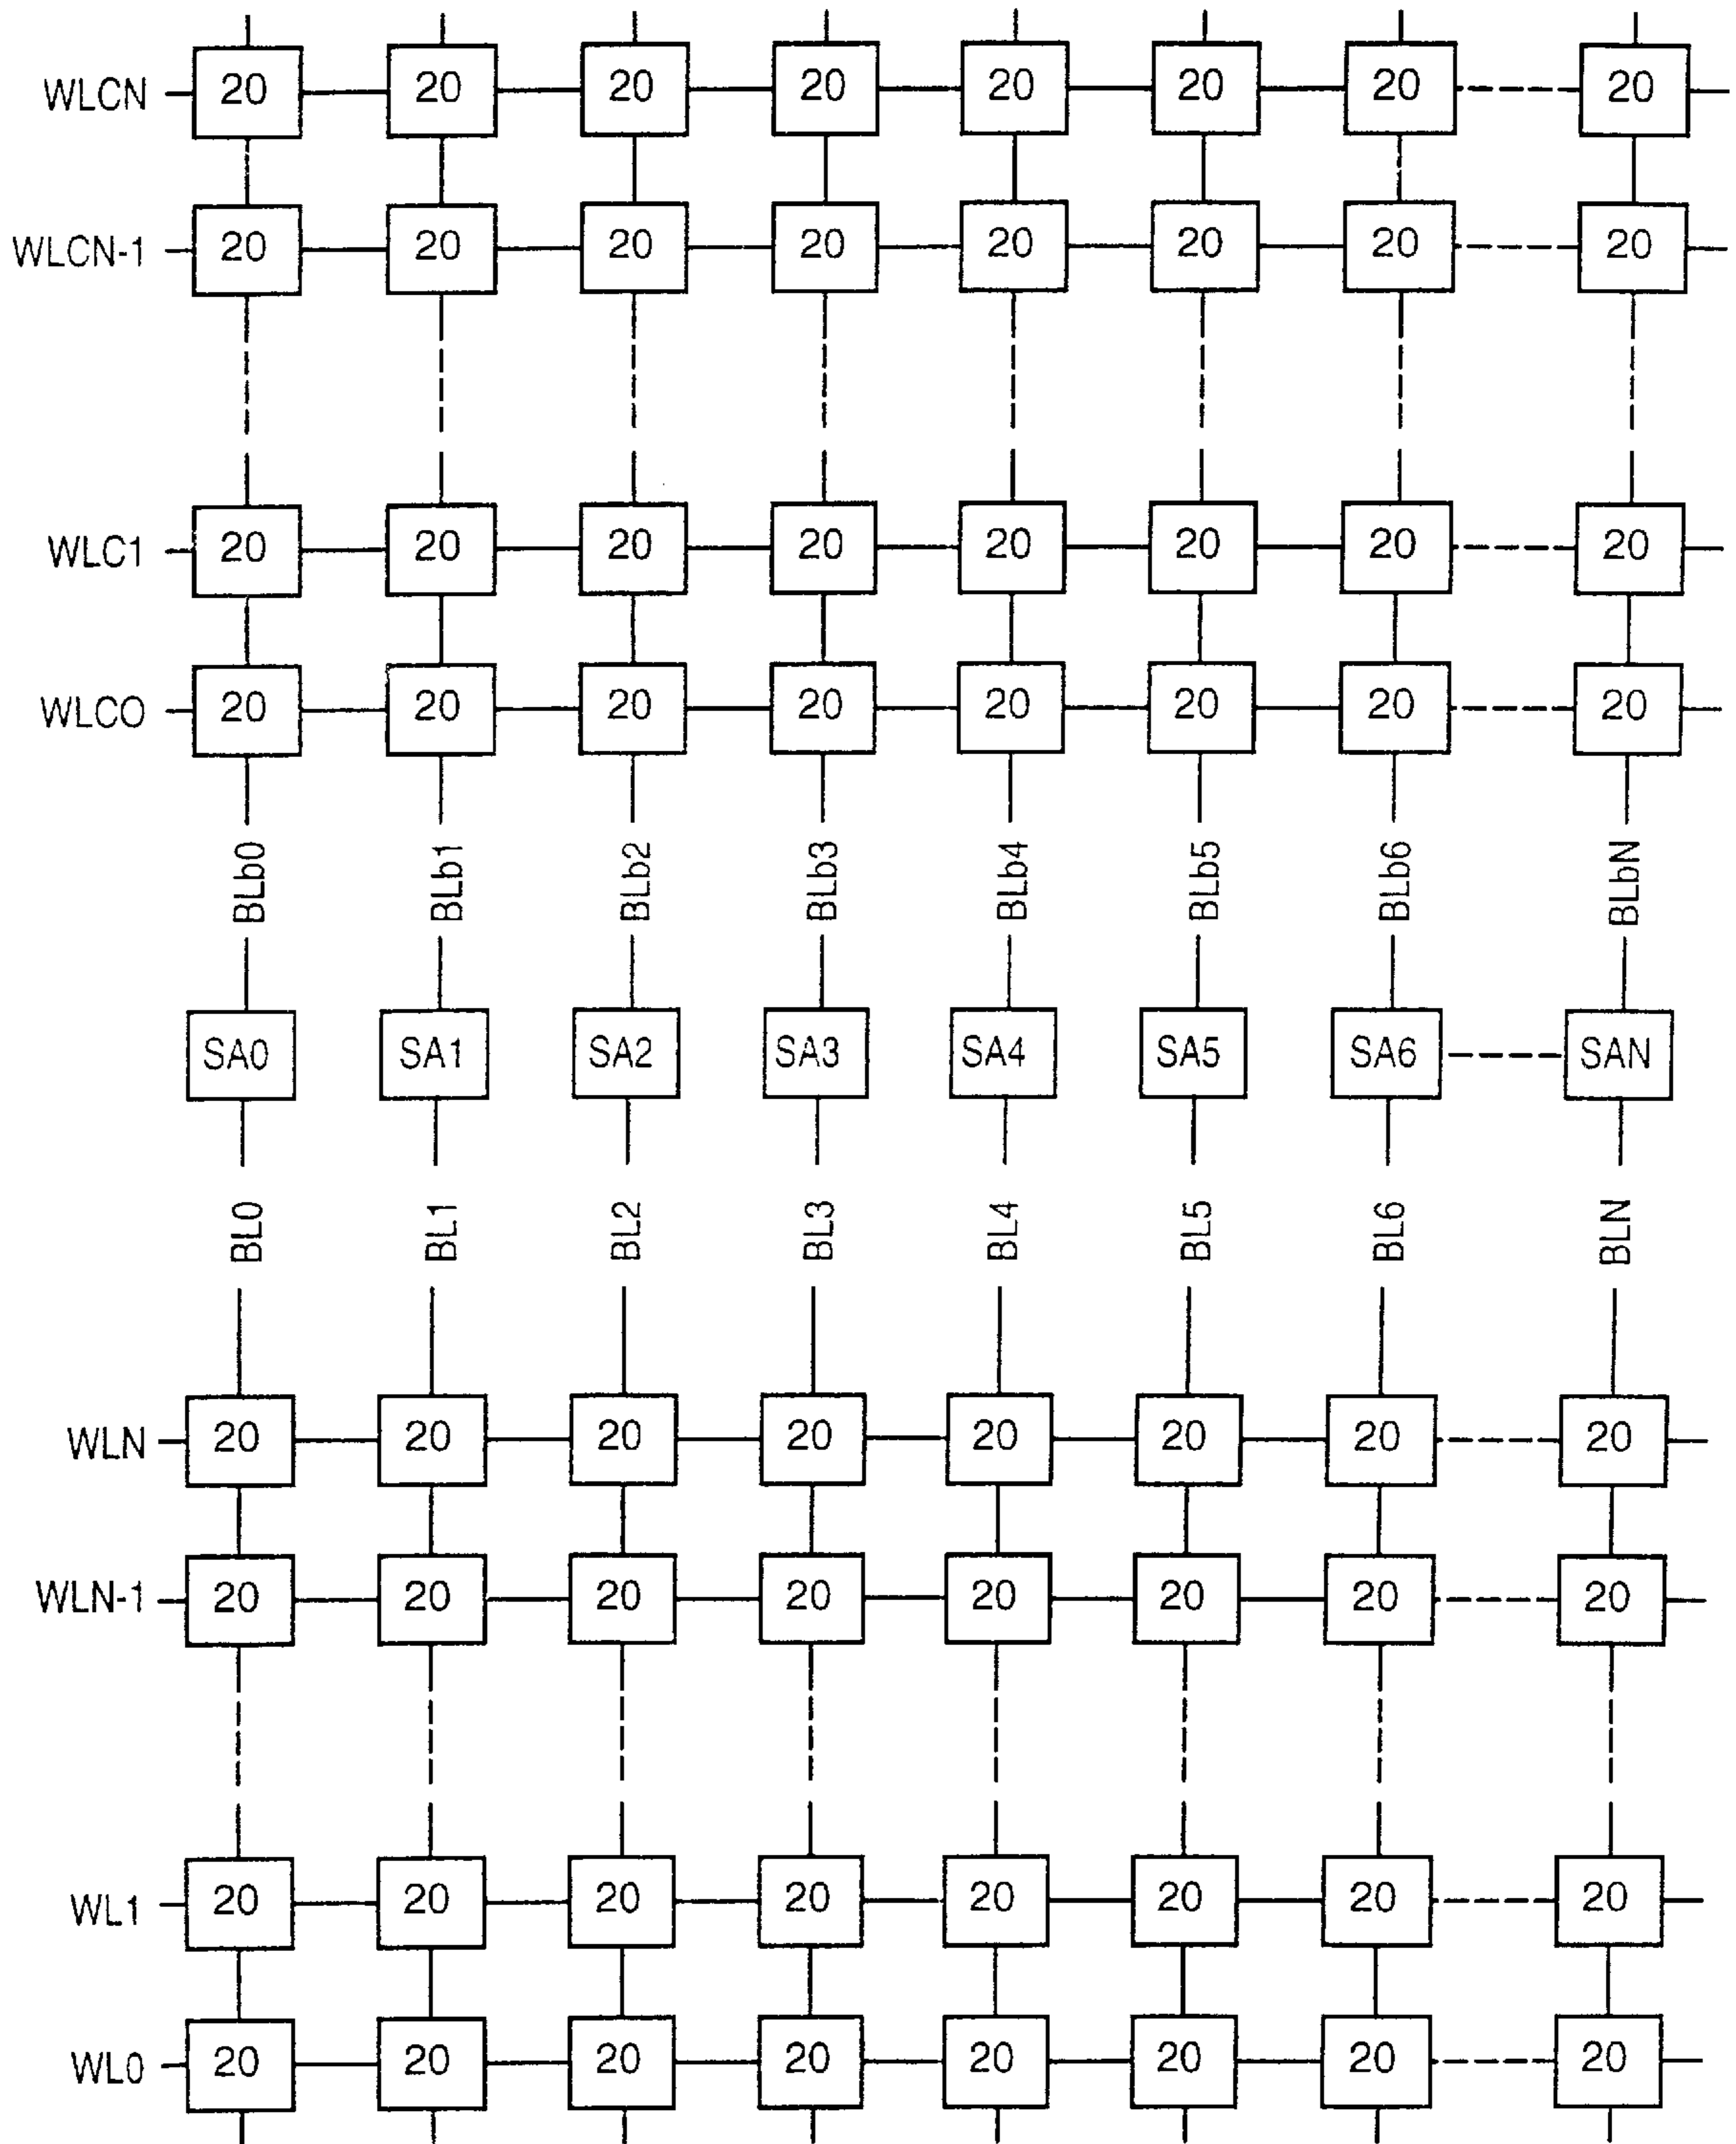 WLCN 20 20 20 20 20 20 20 20
WLCN-1 20 20 20 20 20 20 20 20
WLC1 20 20 20 20 20 20 20 20
WLCO 20 20 20 20 20 20 20 20
BLb0 BLb1 BLb2 BLb3 BLb4 BLb5 BLb6 BLbN
SA0 SA1 SA2 SA3 SA4 SA5 SA6 SAN
BL0 BL1 BL2 BL3 BL4 BL5 BL6 BLN
WLN 20 20 20 20 20 20 20 20
WLN-1 20 20 20 20 20 20 20 20
WL1 20 20 20 20 20 20 20 20
WL0 20 20 20 20 20 20 20 20